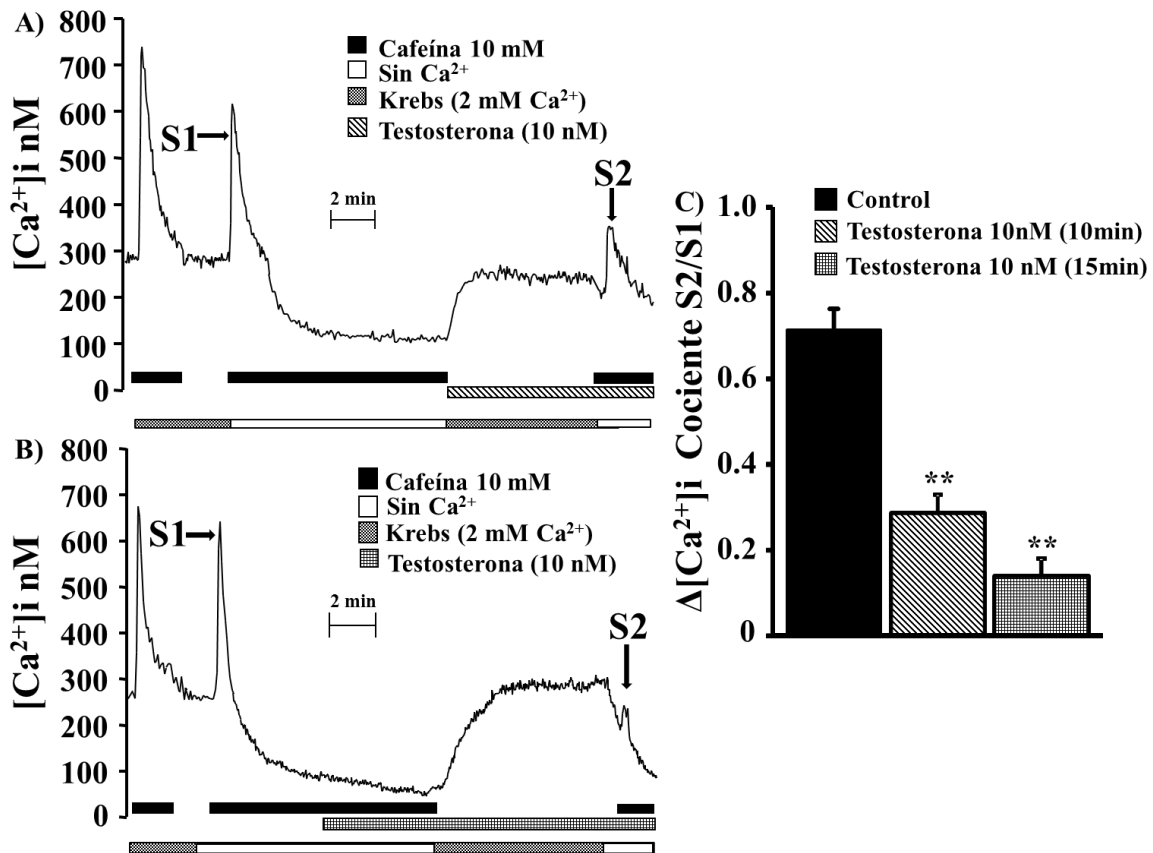 A)
[Ca²⁺]i nM
800
700
600
500
400
300
200
100
0
Cafeína 10 mM
Sin Ca²⁺
Krebs (2 mM Ca²⁺)
Testosterona (10 nM)
S1
2 min
S2
B)
[Ca²⁺]i nM
800
700
600
500
400
300
200
100
0
Cafeína 10 mM
Sin Ca²⁺
Krebs (2 mM Ca²⁺)
Testosterona (10 nM)
S1
2 min
S2
C)
Δ[Ca²⁺]i Cociente S2/S1
1.0
0.8
0.6
0.4
0.2
0
Control
Testosterona 10nM (10min)
Testosterona 10 nM (15min)
**
**